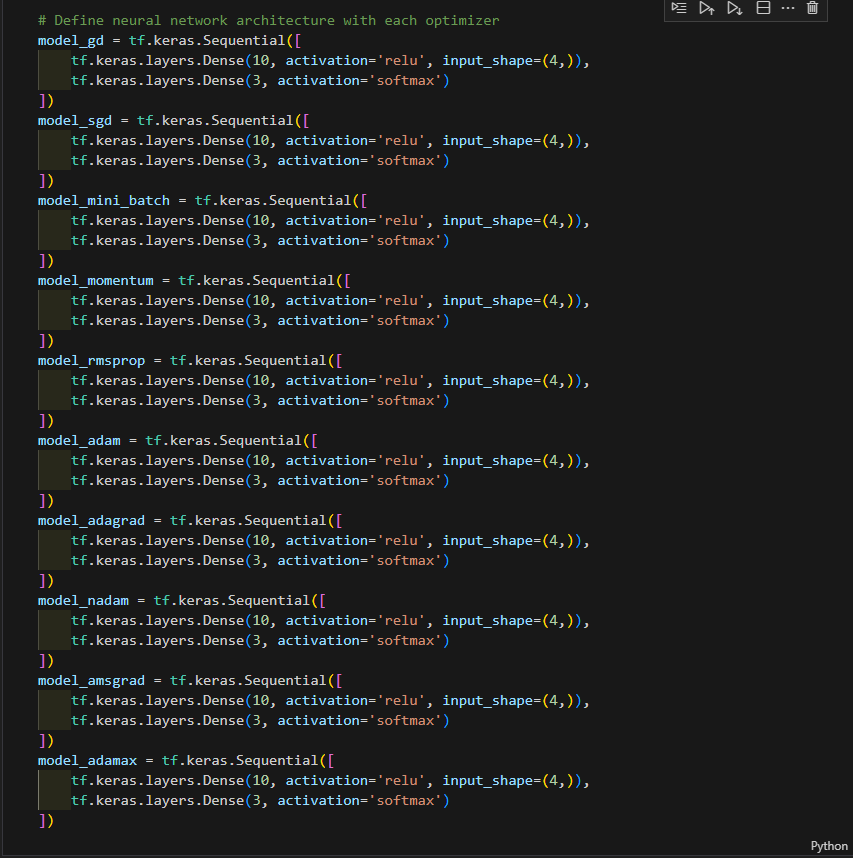 # Define neural network architecture with each optimizer
model_gd = tf.keras.Sequential([
    tf.keras.layers.Dense(10, activation='relu', input_shape=(4,)),
    tf.keras.layers.Dense(3, activation='softmax')
])
model_sgd = tf.keras.Sequential([
    tf.keras.layers.Dense(10, activation='relu', input_shape=(4,)),
    tf.keras.layers.Dense(3, activation='softmax')
])
model_mini_batch = tf.keras.Sequential([
    tf.keras.layers.Dense(10, activation='relu', input_shape=(4,)),
    tf.keras.layers.Dense(3, activation='softmax')
])
model_momentum = tf.keras.Sequential([
    tf.keras.layers.Dense(10, activation='relu', input_shape=(4,)),
    tf.keras.layers.Dense(3, activation='softmax')
])
model_rmsprop = tf.keras.Sequential([
    tf.keras.layers.Dense(10, activation='relu', input_shape=(4,)),
    tf.keras.layers.Dense(3, activation='softmax')
])
model_adam = tf.keras.Sequential([
    tf.keras.layers.Dense(10, activation='relu', input_shape=(4,)),
    tf.keras.layers.Dense(3, activation='softmax')
])
model_adagrad = tf.keras.Sequential([
    tf.keras.layers.Dense(10, activation='relu', input_shape=(4,)),
    tf.keras.layers.Dense(3, activation='softmax')
])
model_nadam = tf.keras.Sequential([
    tf.keras.layers.Dense(10, activation='relu', input_shape=(4,)),
    tf.keras.layers.Dense(3, activation='softmax')
])
model_amsgrad = tf.keras.Sequential([
    tf.keras.layers.Dense(10, activation='relu', input_shape=(4,)),
    tf.keras.layers.Dense(3, activation='softmax')
])
model_adamax = tf.keras.Sequential([
    tf.keras.layers.Dense(10, activation='relu', input_shape=(4,)),
    tf.keras.layers.Dense(3, activation='softmax')
])
Python